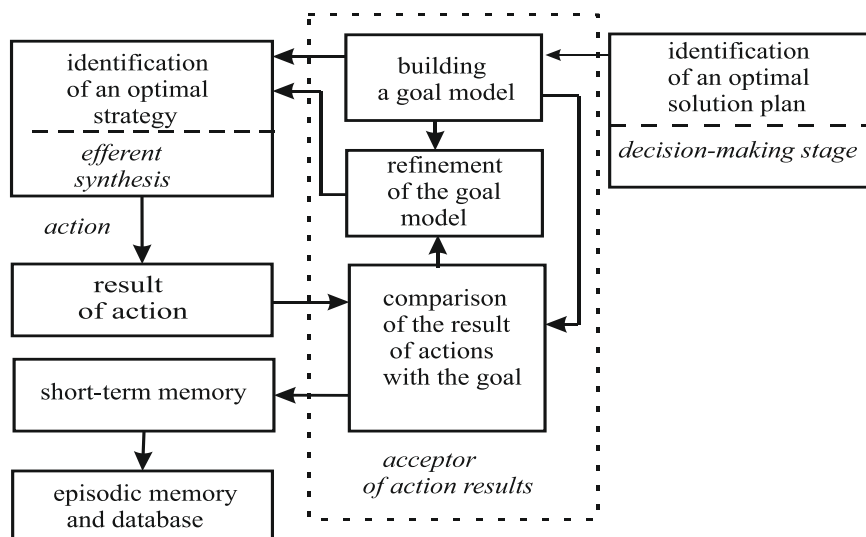 identification
of an optimal
strategy
efferent
synthesis
action
result
of action
short-term memory
episodic memory
and database
building
a goal model
refinement
of the goal
model
comparison
of the result
of actions
with the goal
acceptor
of action results
identification
of an optimal
solution plan
decision-making stage